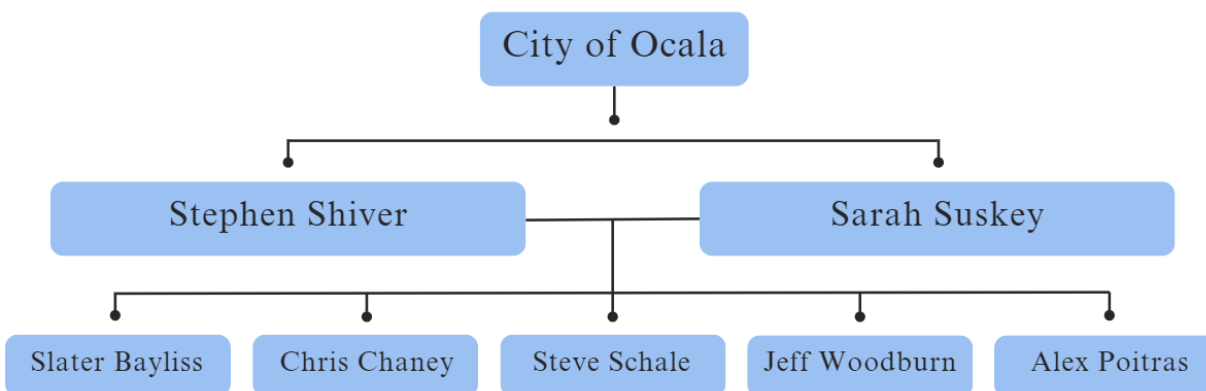 City of Ocala
Stephen Shiver
Sarah Suskey
Slater Bayliss
Chris Chaney
Steve Schale
Jeff Woodburn
Alex Poitras